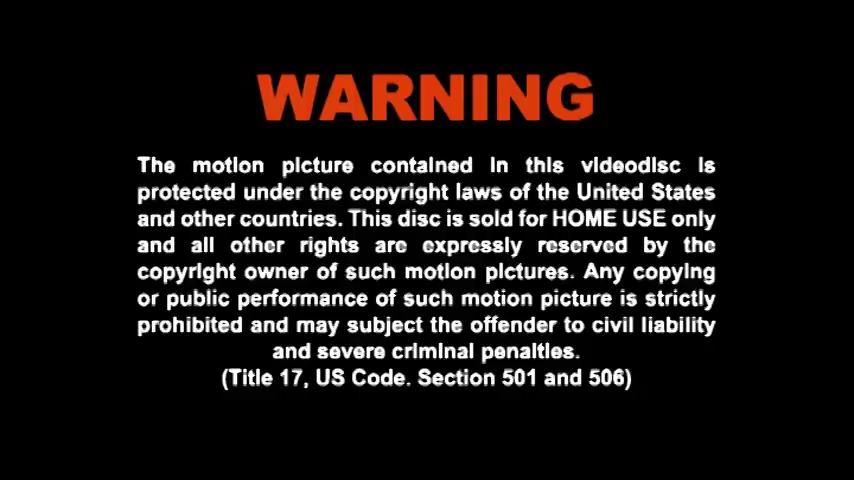 WARNING
The motion picture contained in this videodisc is
protected under the copyright laws of the United States
and other countries. This disc is sold for HOME USE only
and all other rights are expressly reserved by the
copyright owner of such motion pictures. Any copying
or public performance of such motion picture is strictly
prohibited and may subject the offender to civil liability
and severe criminal penalties.
(Title 17, US Code. Section 501 and 506)